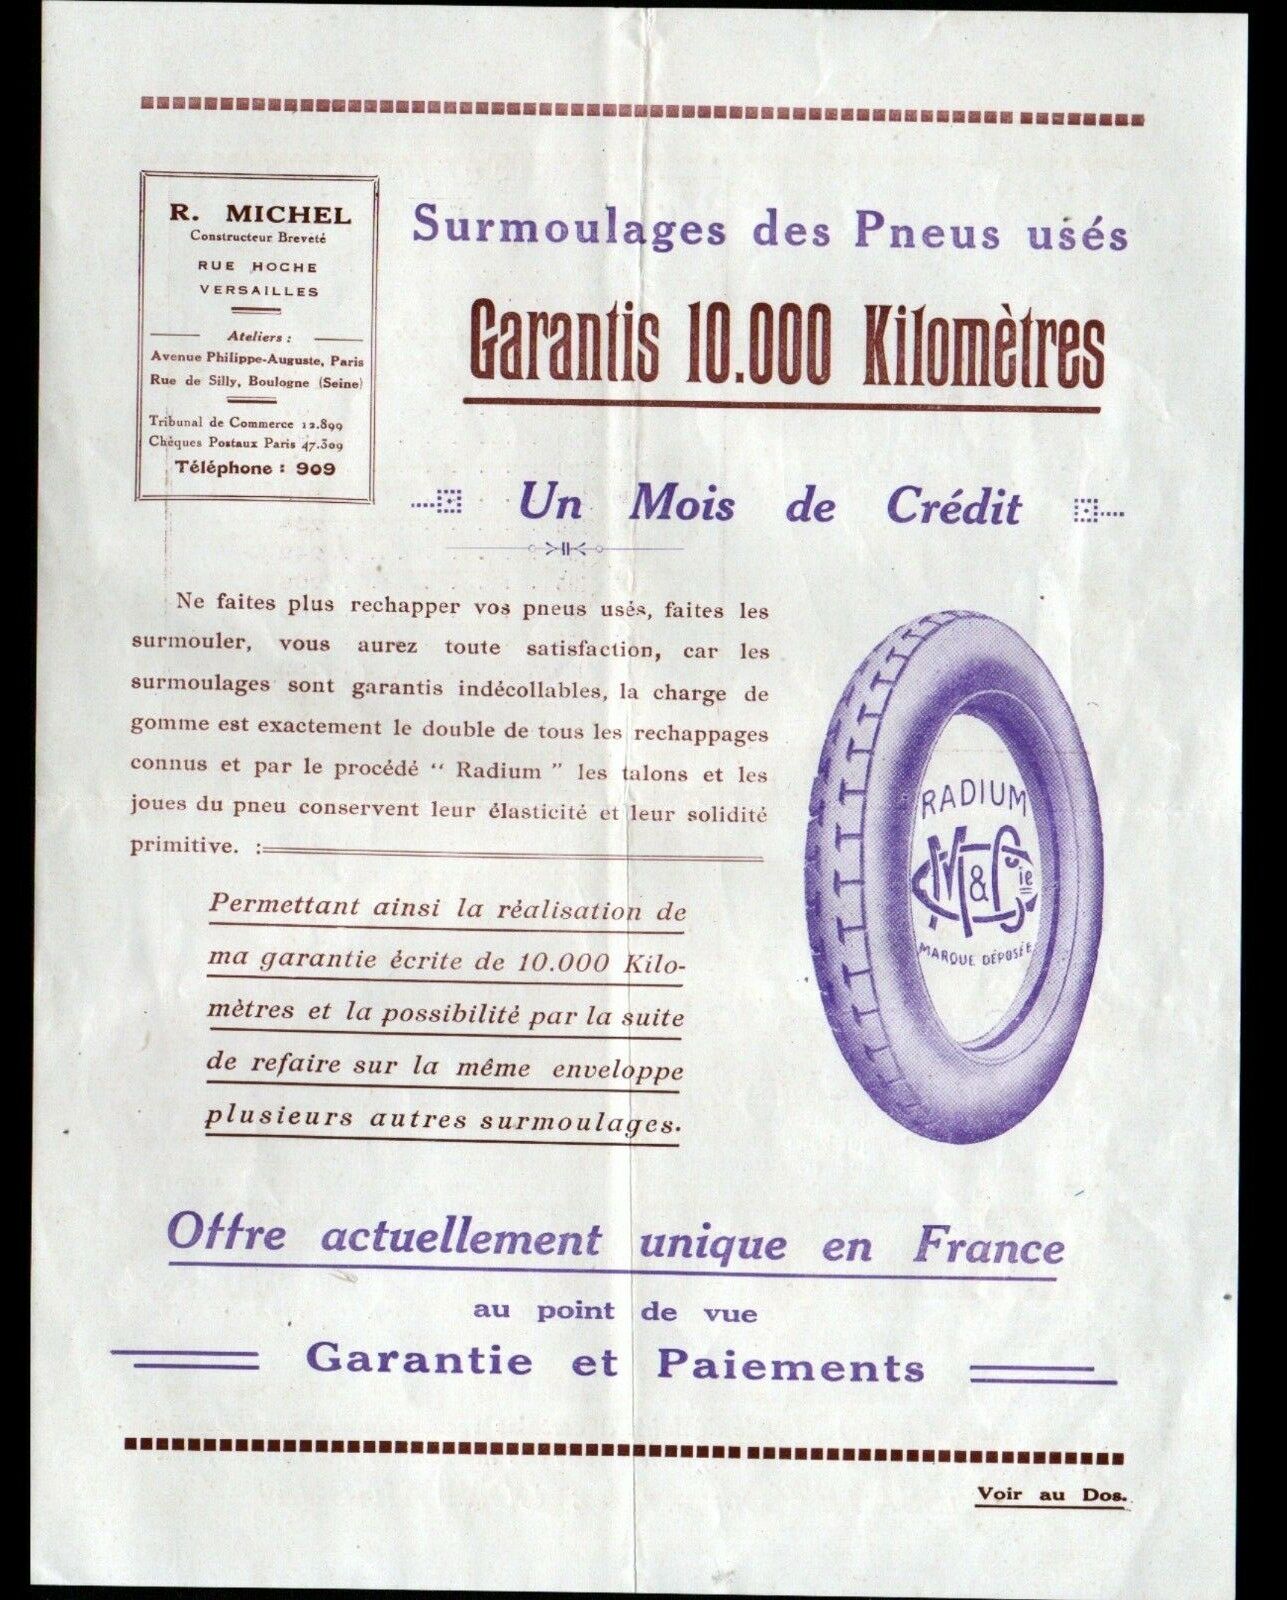 R. MICHEL
Constructeur Breveté
RUE HOCHE
VERSAILLES
Ateliers :
Avenue Philippe-Auguste, Paris
Rue de Silly, Boulogne (Seine)
Tribunal de Commerce 12.899
Chèques Postaux Paris 47.309
Téléphone : 909
Surmoulages des Pneus usés
Garantis 10.000 Kilomètres
Un Mois de Crédit
Ne faites plus rechapper vos pneus usés, faites les
surmouler, vous aurez toute satisfaction, car les
surmoulages sont garantis indécollables, la charge de
gomme est exactement le double de tous les rechappages
connus et par le procédé “ Radium ” les talons et les
joues du pneu conservent leur élasticité et leur solidité
primitive. :
RADIUM
M & Cie
MARQUE DÉPOSÉE
Permettant ainsi la réalisation de
ma garantie écrite de 10.000 Kilo-
mètres et la possibilité par la suite
de refaire sur la même enveloppe
plusieurs autres surmoulages.
Offre actuellement unique en France
au point de vue
Garantie et Paiements
Voir au Dos.